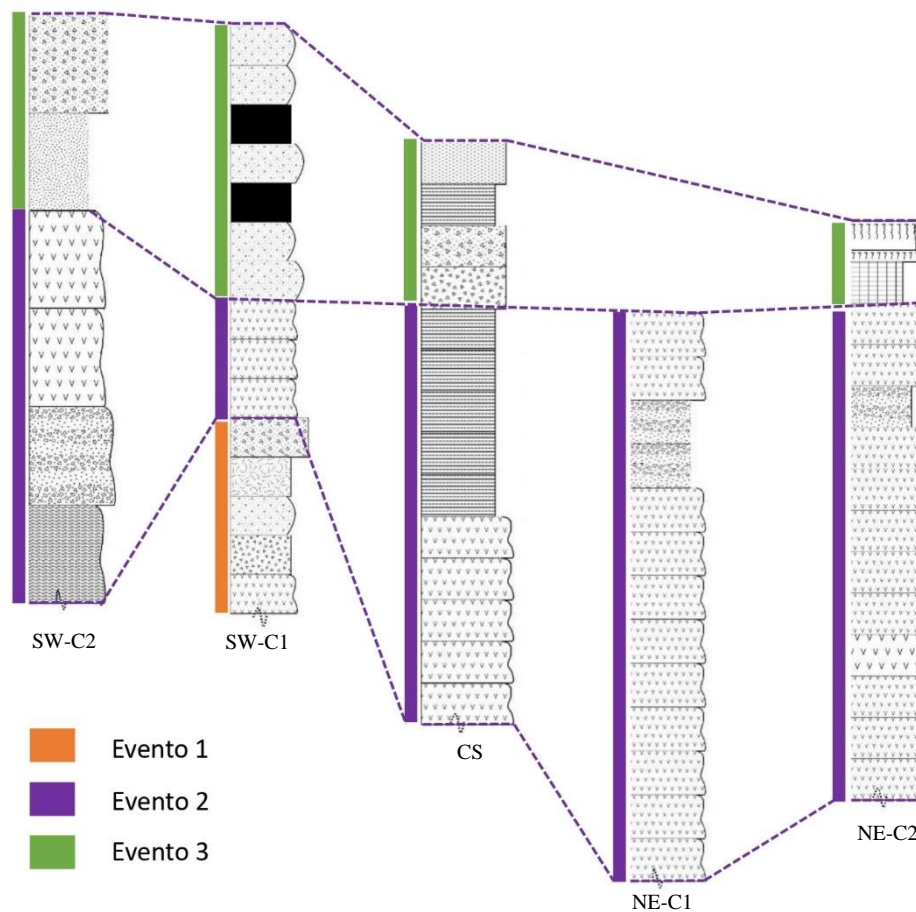 SW-C2
SW-C1
CS
NE-C1
NE-C2
Evento 1
Evento 2
Evento 3